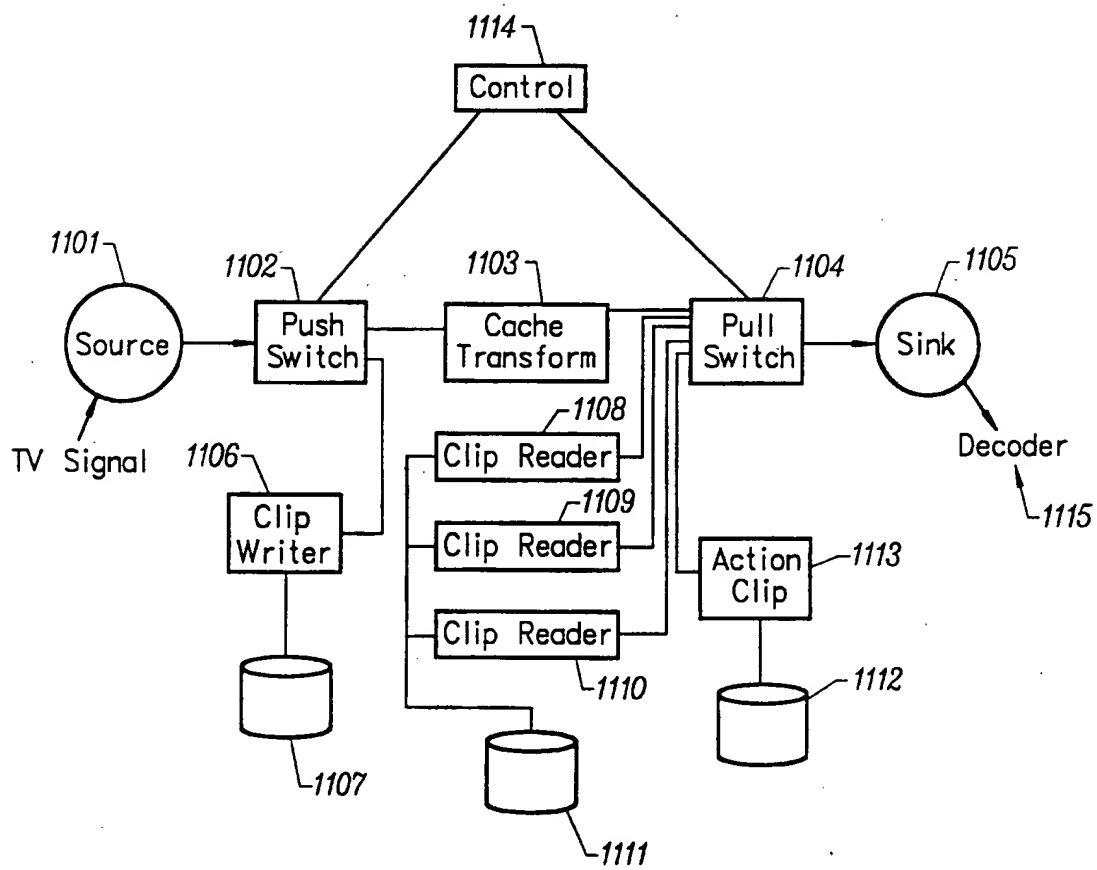 1114
Control
1101
1102
1103
1104
1105
Source
Push
Switch
Cache
Transform
Pull
Switch
Sink
TV Signal
1106
Clip
Writer
1108
Clip Reader
1109
Clip Reader
Clip Reader
1110
Decoder
1115
Action
Clip
1113
1107
1112
1111